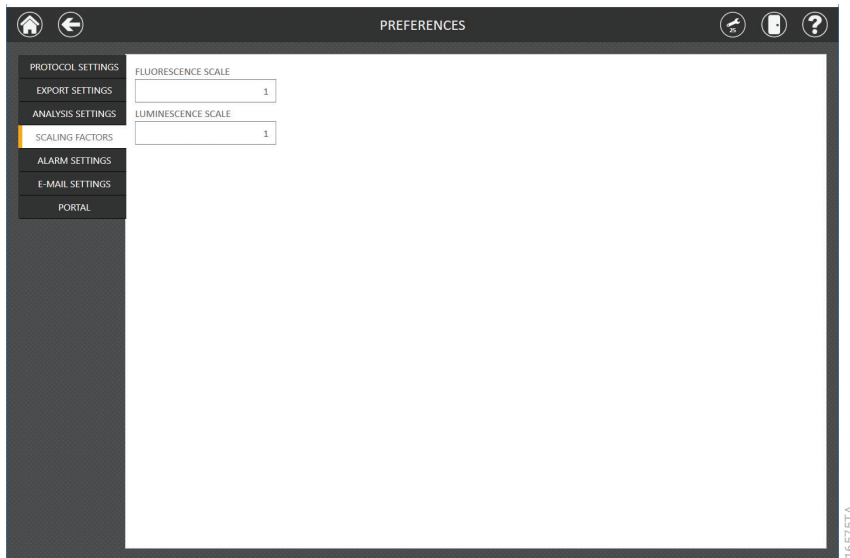 PREFERENCES
25
?
PROTOCOL SETTINGS
EXPORT SETTINGS
ANALYSIS SETTINGS
SCALING FACTORS
ALARM SETTINGS
E-MAIL SETTINGS
PORTAL
FLUORESCENCE SCALE
1
LUMINESCENCE SCALE
1